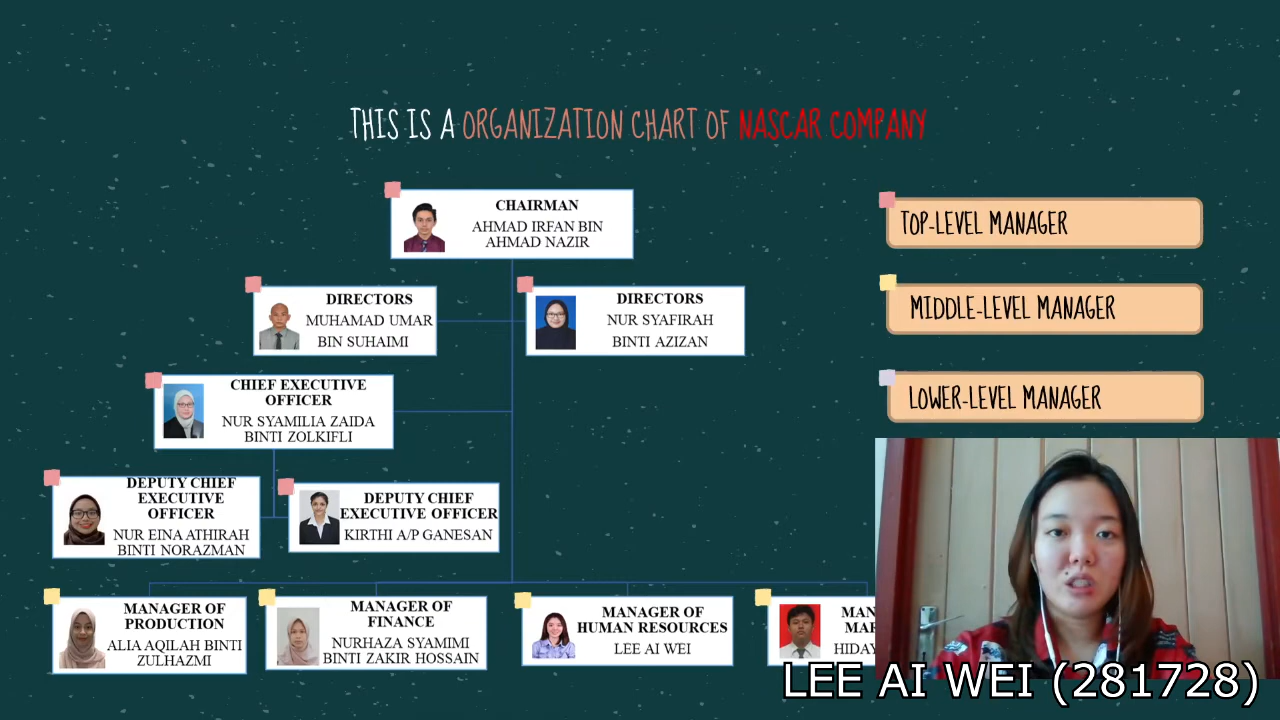 THIS IS A ORGANIZATION CHART OF NASCAR COMPANY
CHAIRMAN
AHMAD IRFAN BIN
AHMAD NAZIR
DIRECTORS
MUHAMAD UMAR
BIN SUHAIMI
DIRECTORS
NUR SYAFIRAH
BINTI AZIZAN
CHIEF EXECUTIVE
OFFICER
NUR SYAMILIA ZAIDA
BINTI ZOLKIFLI
DEPUTY CHIEF
EXECUTIVE
OFFICER
NUR EINA ATHIRAH
BINTI NORAZMAN
DEPUTY CHIEF
EXECUTIVE OFFICER
KIRTHI A/P GANESAN
MANAGER OF
PRODUCTION
ALIA AQILAH BINTI
ZULHAZMI
MANAGER OF
FINANCE
NURHAZA SYAMIMI
BINTI ZAKIR HOSSAIN
MANAGER OF
HUMAN RESOURCES
LEE AI WEI
TOP-LEVEL MANAGER
MIDDLE-LEVEL MANAGER
LOWER-LEVEL MANAGER
LEE AI WEI (281728)